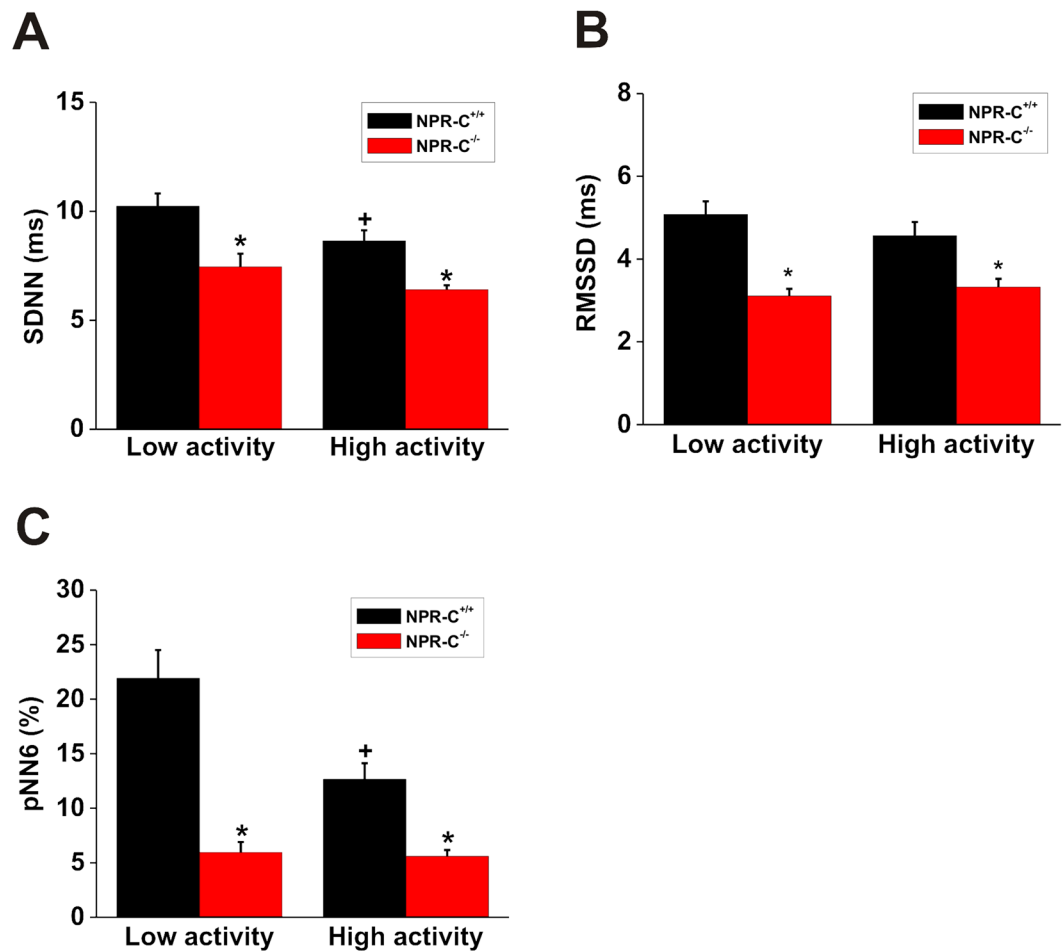 A
SDNN (ms)
15
10
5
0
NPR-C+/+
NPR-C-/-
*
+
*
Low activity
High activity
B
RMSSD (ms)
8
6
4
2
0
NPR-C+/+
NPR-C-/-
*
*
Low activity
High activity
C
pNN6 (%)
30
25
20
15
10
5
0
NPR-C+/+
NPR-C-/-
*
+
*
Low activity
High activity